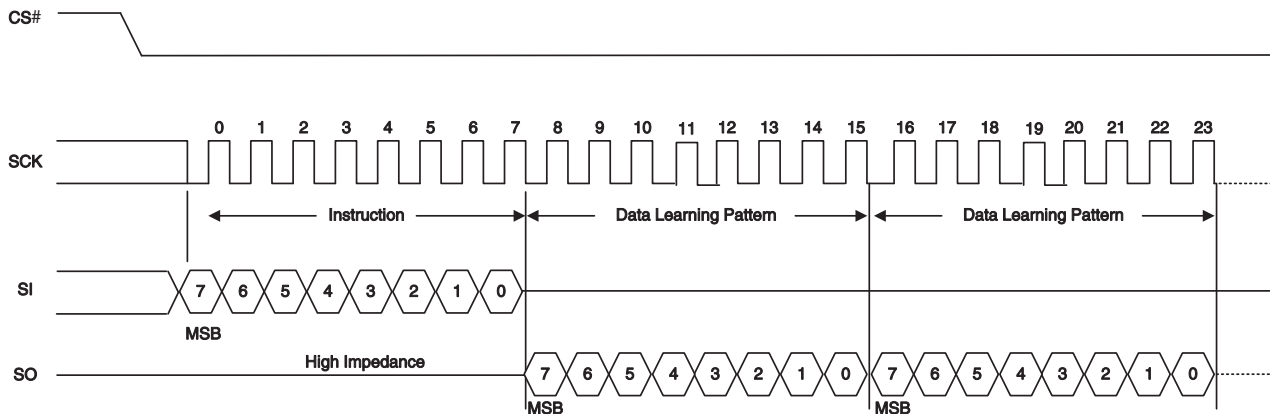 CS#
0 1 2 3 4 5 6 7 8 9 10 11 12 13 14 15 16 17 18 19 20 21 22 23
SCK
Instruction Data Learning Pattern Data Learning Pattern
SI 7 6 5 4 3 2 1 0
MSB
High Impedance
SO 7 6 5 4 3 2 1 0 7 6 5 4 3 2 1 0
MSB MSB